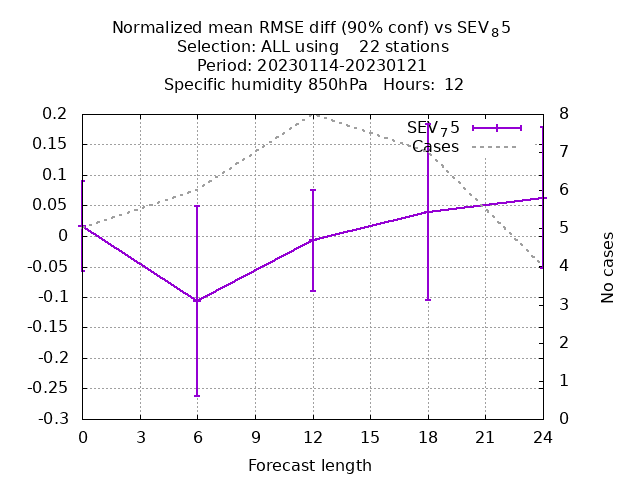 Normalized mean RMSE diff (90% conf) vs SEV₈5
Selection: ALL using    22 stations
Period: 20230114-20230121
Specific humidity 850hPa   Hours:  12
0.2
0.15
0.1
0.05
0
-0.05
-0.1
-0.15
-0.2
-0.25
-0.3
SEV₇5
Cases
8
7
6
5
4
3
2
1
0
No cases
0 3 6 9 12 15 18 21 24
Forecast length